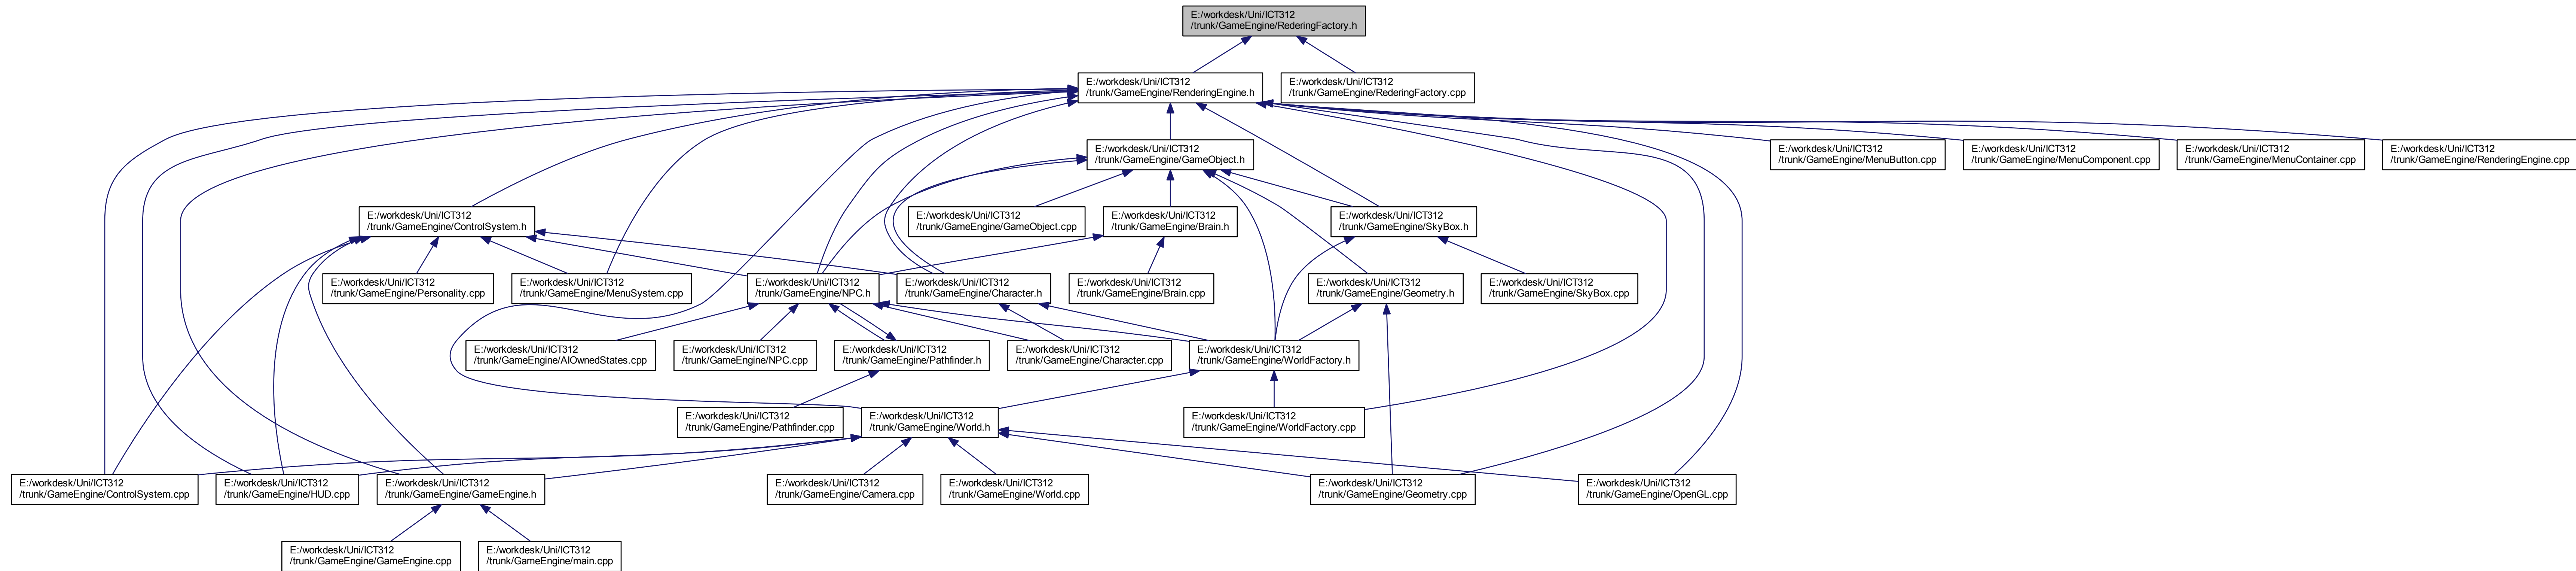 E:/workdesk/Uni/ICT312
/trunk/GameEngine/RederingFactory.h
E:/workdesk/Uni/ICT312
/trunk/GameEngine/RenderingEngine.h
E:/workdesk/Uni/ICT312
/trunk/GameEngine/RederingFactory.cpp
E:/workdesk/Uni/ICT312
/trunk/GameEngine/GameObject.h
E:/workdesk/Uni/ICT312
/trunk/GameEngine/MenuButton.cpp
E:/workdesk/Uni/ICT312
/trunk/GameEngine/MenuComponent.cpp
E:/workdesk/Uni/ICT312
/trunk/GameEngine/MenuContainer.cpp
E:/workdesk/Uni/ICT312
/trunk/GameEngine/RenderingEngine.cpp
E:/workdesk/Uni/ICT312
/trunk/GameEngine/ControlSystem.h
E:/workdesk/Uni/ICT312
/trunk/GameEngine/GameObject.cpp
E:/workdesk/Uni/ICT312
/trunk/GameEngine/Brain.h
E:/workdesk/Uni/ICT312
/trunk/GameEngine/SkyBox.h
E:/workdesk/Uni/ICT312
/trunk/GameEngine/Personality.cpp
E:/workdesk/Uni/ICT312
/trunk/GameEngine/MenuSystem.cpp
E:/workdesk/Uni/ICT312
/trunk/GameEngine/NPC.h
E:/workdesk/Uni/ICT312
/trunk/GameEngine/Character.h
E:/workdesk/Uni/ICT312
/trunk/GameEngine/Brain.cpp
E:/workdesk/Uni/ICT312
/trunk/GameEngine/Geometry.h
E:/workdesk/Uni/ICT312
/trunk/GameEngine/SkyBox.cpp
E:/workdesk/Uni/ICT312
/trunk/GameEngine/AIOwnedStates.cpp
E:/workdesk/Uni/ICT312
/trunk/GameEngine/NPC.cpp
E:/workdesk/Uni/ICT312
/trunk/GameEngine/Pathfinder.h
E:/workdesk/Uni/ICT312
/trunk/GameEngine/Character.cpp
E:/workdesk/Uni/ICT312
/trunk/GameEngine/WorldFactory.h
E:/workdesk/Uni/ICT312
/trunk/GameEngine/Pathfinder.cpp
E:/workdesk/Uni/ICT312
/trunk/GameEngine/World.h
E:/workdesk/Uni/ICT312
/trunk/GameEngine/WorldFactory.cpp
E:/workdesk/Uni/ICT312
/trunk/GameEngine/ControlSystem.cpp
E:/workdesk/Uni/ICT312
/trunk/GameEngine/HUD.cpp
E:/workdesk/Uni/ICT312
/trunk/GameEngine/GameEngine.h
E:/workdesk/Uni/ICT312
/trunk/GameEngine/Camera.cpp
E:/workdesk/Uni/ICT312
/trunk/GameEngine/World.cpp
E:/workdesk/Uni/ICT312
/trunk/GameEngine/Geometry.cpp
E:/workdesk/Uni/ICT312
/trunk/GameEngine/OpenGL.cpp
E:/workdesk/Uni/ICT312
/trunk/GameEngine/GameEngine.cpp
E:/workdesk/Uni/ICT312
/trunk/GameEngine/main.cpp